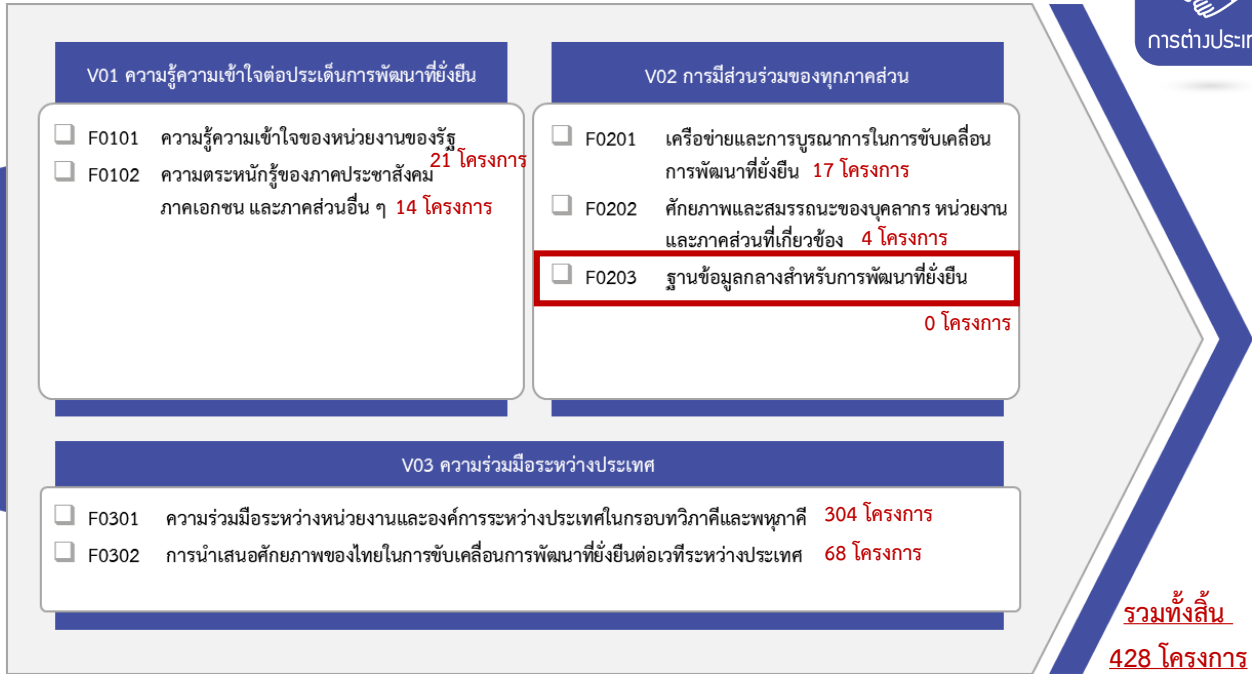 การต่างประเท
V01 ความรู้ความเข้าใจต่อประเด็นการพัฒนาที่ยั่งยืน
F0101 ความรู้ความเข้าใจของหน่วยงานของรัฐ
21 โครงการ
F0102 ความตระหนักรู้ของภาคประชาสังคม
ภาคเอกชน และภาคส่วนอื่น ๆ 14 โครงการ
V02 การมีส่วนร่วมของทุกภาคส่วน
F0201 เครือข่ายและการบูรณาการในการขับเคลื่อน
การพัฒนาที่ยั่งยืน 17 โครงการ
F0202 ศักยภาพและสมรรถนะของบุคลากร หน่วยงาน
และภาคส่วนที่เกี่ยวข้อง 4 โครงการ
F0203 ฐานข้อมูลกลางสำหรับการพัฒนาที่ยั่งยืน
0 โครงการ
V03 ความร่วมมือระหว่างประเทศ
F0301 ความร่วมมือระหว่างหน่วยงานและองค์การระหว่างประเทศในกรอบทวิภาคีและพหุภาคี 304 โครงการ
F0302 การนำเสนอศักยภาพของไทยในการขับเคลื่อนการพัฒนาที่ยั่งยืนต่อเวทีระหว่างประเทศ 68 โครงการ
รวมทั้งสิ้น
428 โครงการ